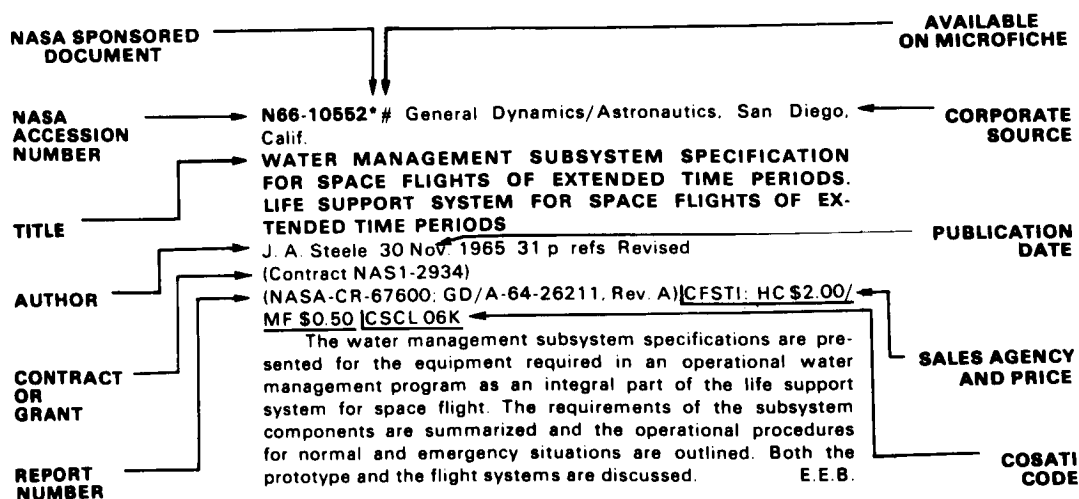 NASA SPONSORED
DOCUMENT
AVAILABLE
ON MICROFICHE
NASA
ACCESSION
NUMBER
N66-10552*# General Dynamics/Astronautics, San Diego,
Calif.
CORPORATE
SOURCE
TITLE
WATER MANAGEMENT SUBSYSTEM SPECIFICATION
FOR SPACE FLIGHTS OF EXTENDED TIME PERIODS.
LIFE SUPPORT SYSTEM FOR SPACE FLIGHTS OF EX-
TENDED TIME PERIODS
AUTHOR
J. A. Steele 30 Nov. 1965 31 p refs Revised
PUBLICATION
DATE
CONTRACT
OR
GRANT
(Contract NAS1-2934)
REPORT
NUMBER
(NASA-CR-67600; GD/A-64-26211, Rev. A) CFSTI: HC $2.00/
MF $0.50 CSCL 06K
SALES AGENCY
AND PRICE
COSATI
CODE
The water management subsystem specifications are pre-
sented for the equipment required in an operational water
management program as an integral part of the life support
system for space flight. The requirements of the subsystem
components are summarized and the operational procedures
for normal and emergency situations are outlined. Both the
prototype and the flight systems are discussed. E.E.B.